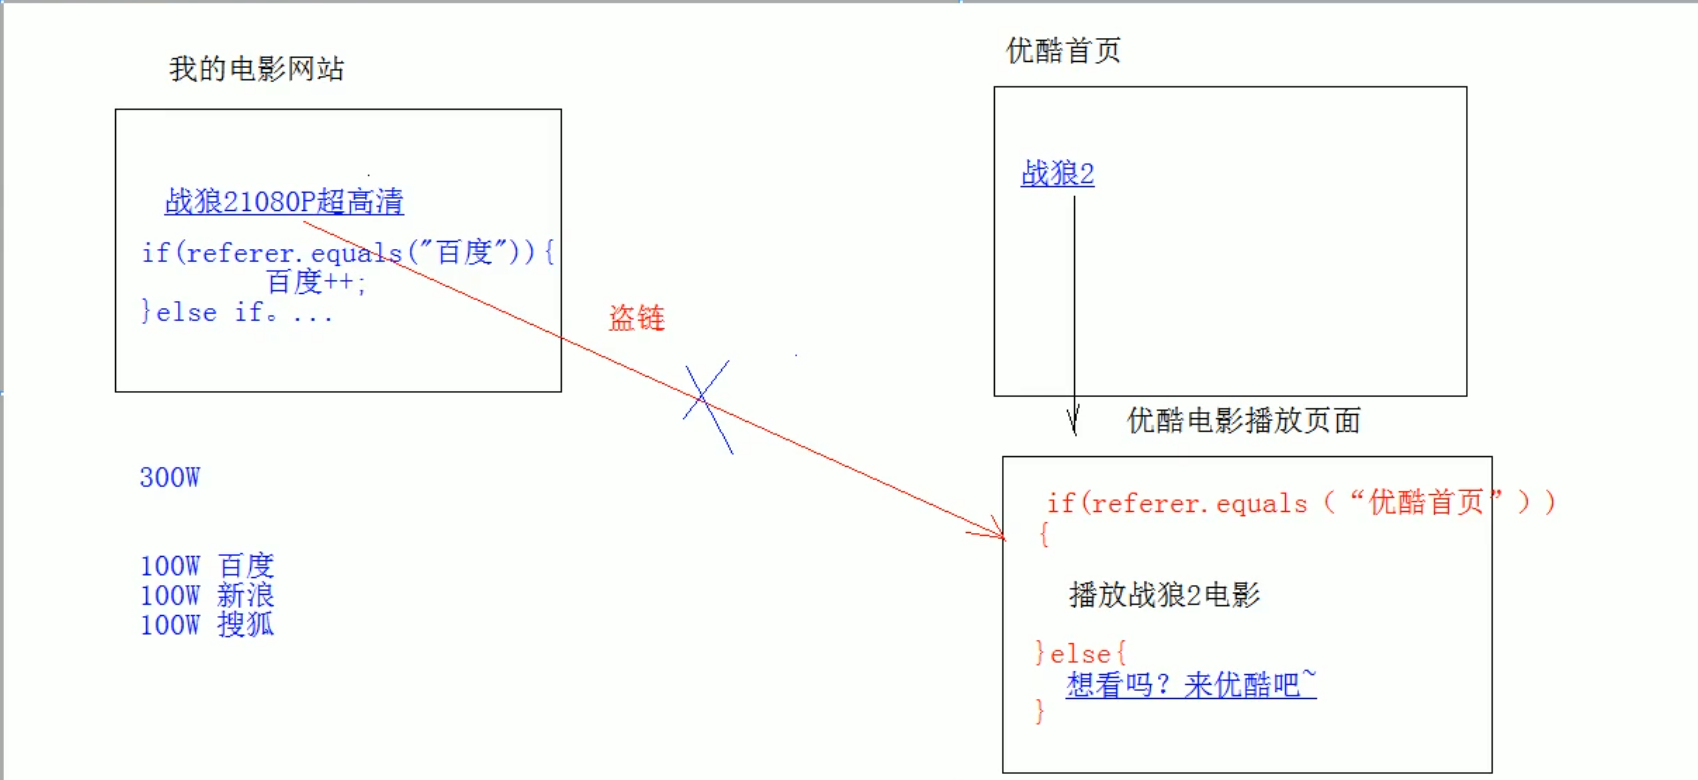 我的电影网站
战狼21080P超高清
if(referer.equals("百度")){
百度++;
}else if。...
盗链
300W
100W 百度
100W 新浪
100W 搜狐
优酷首页
战狼2
优酷电影播放页面
if(referer.equals（“优酷首页”）)
{
播放战狼2电影
}else{
想看吗？来优酷吧~
}